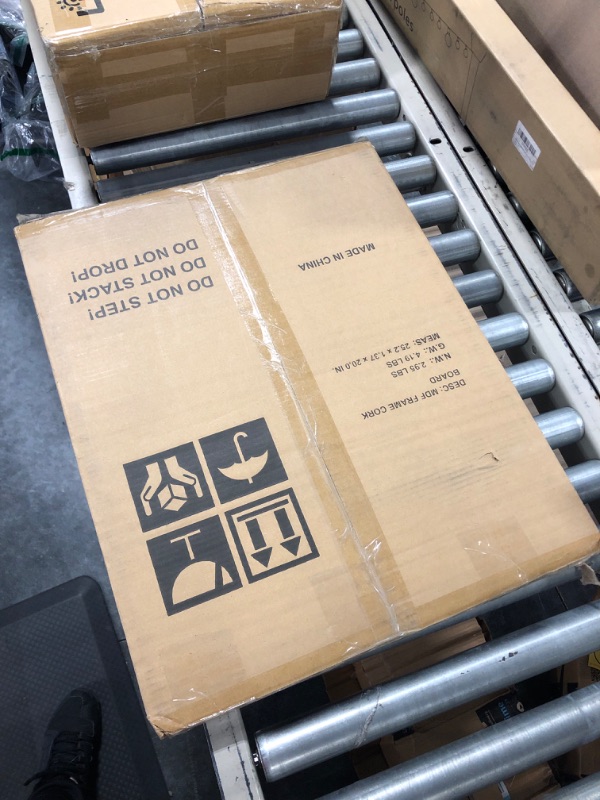 DO NOT STEP!
DO NOT STACK!
DO NOT DROP!
DESC: MDF FRAME CORK
BOARD
N.W.: 2.95 LBS
G.W.: 4.19 LBS
MEAS: 25.2 x 1.37 x 20.0 IN.
MADE IN CHINA
poles